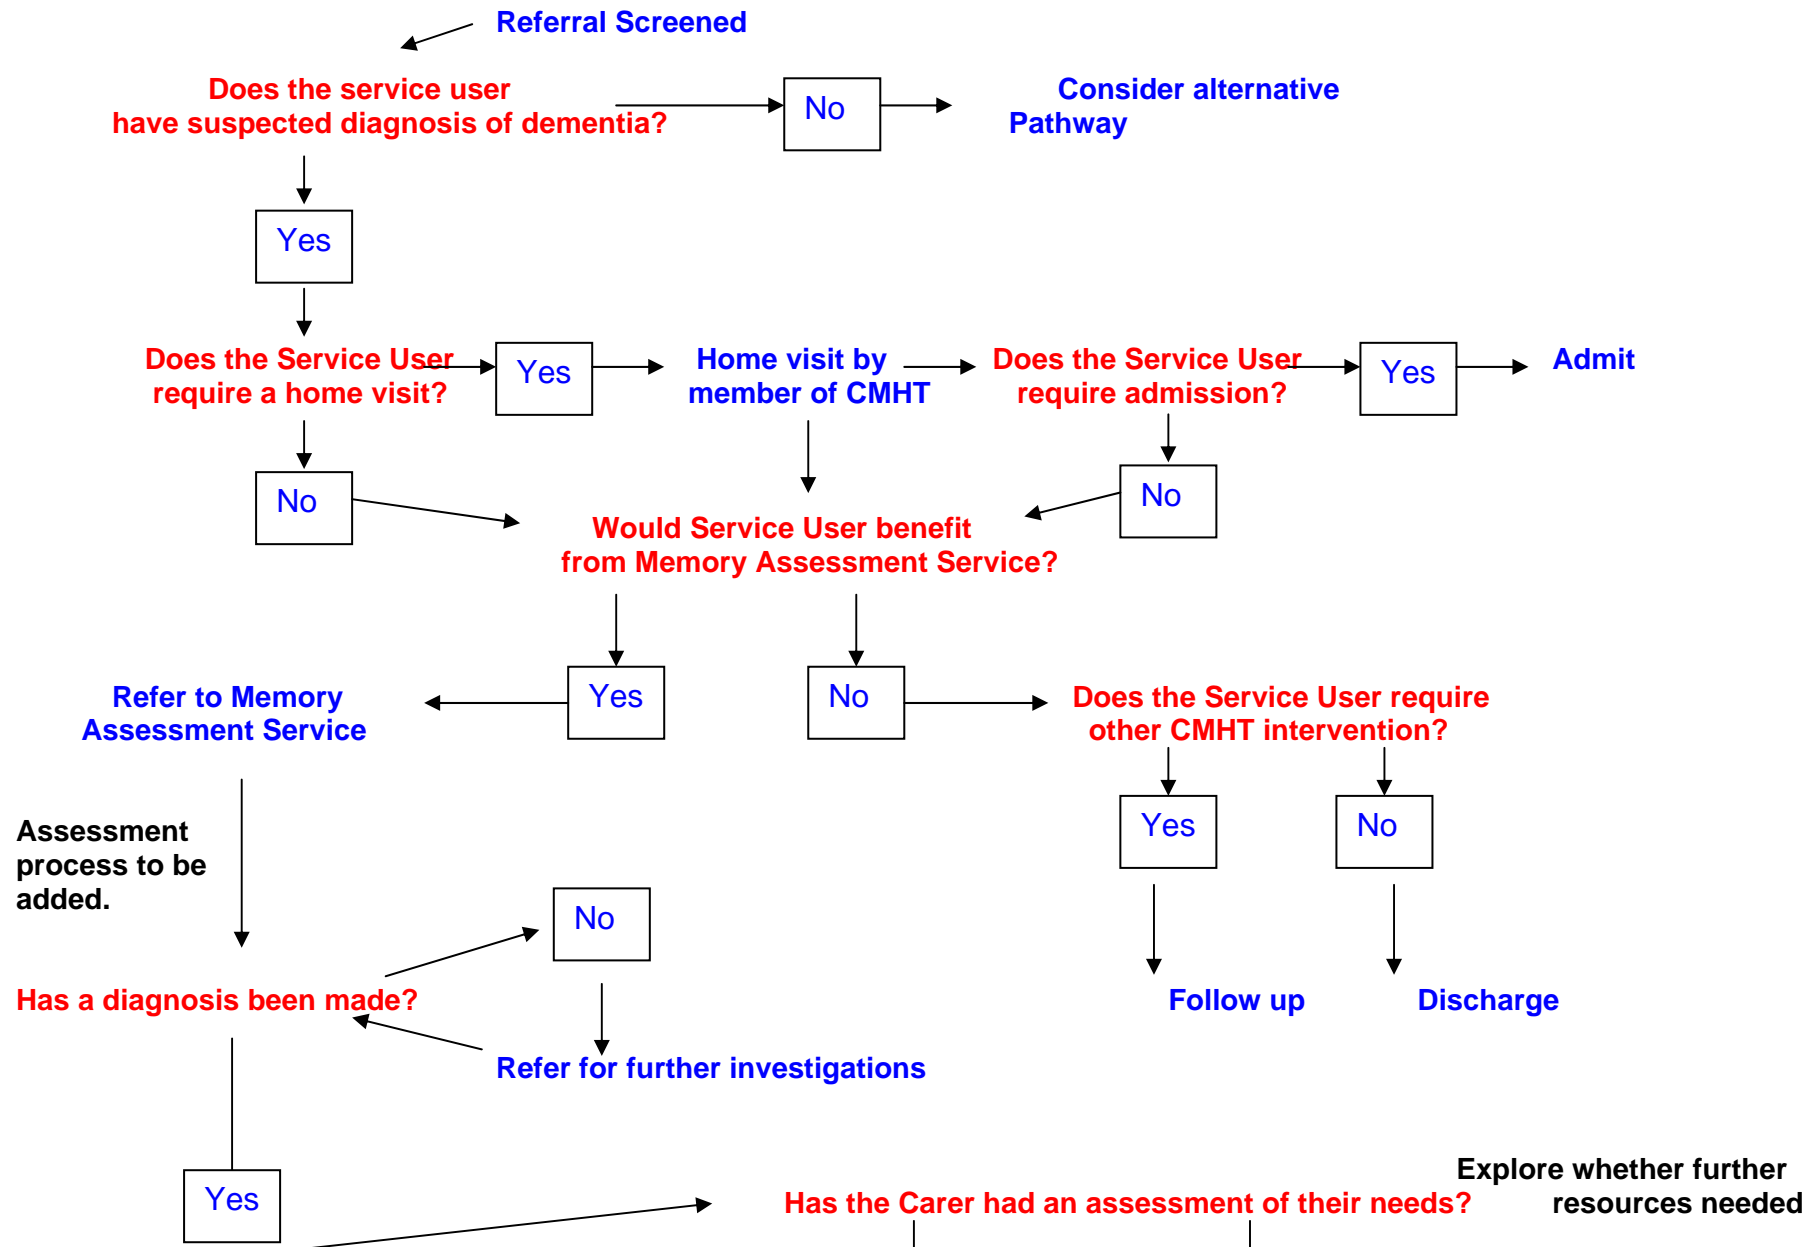 Referral Screened
Does the service user
have suspected diagnosis of dementia?
No
Consider alternative
Pathway
Yes
Does the Service User
require a home visit?
Yes
Home visit by
member of CMHT
Does the Service User
require admission?
Yes
Admit
No
No
Would Service User benefit
from Memory Assessment Service?
Refer to Memory
Assessment Service
Yes
No
Does the Service User require
other CMHT intervention?
Yes
No
Assessment
process to be
added.
No
Has a diagnosis been made?
Follow up
Discharge
Refer for further investigations
Yes
Has the Carer had an assessment of their needs?
Explore whether further
resources needed